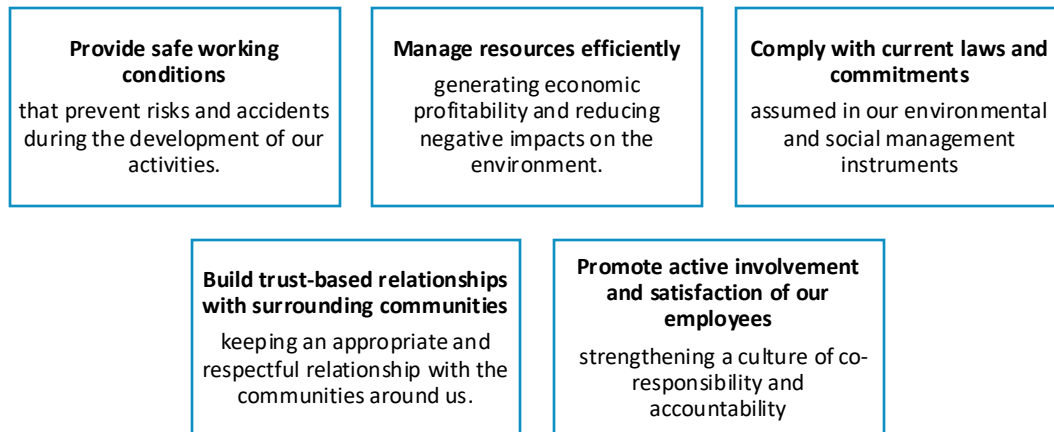 Provide safe working
conditions
that prevent risks and accidents
during the development of our
activities.
Manage resources efficiently
generating economic
profitability and reducing
negative impacts on the
environment.
Comply with current laws and
commitments
assumed in our environmental
and social management
instruments
Build trust-based relationships
with surrounding communities
keeping an appropriate and
respectful relationship with the
communities around us.
Promote active involvement
and satisfaction of our
employees
strengthening a culture of co-
responsibility and
accountability